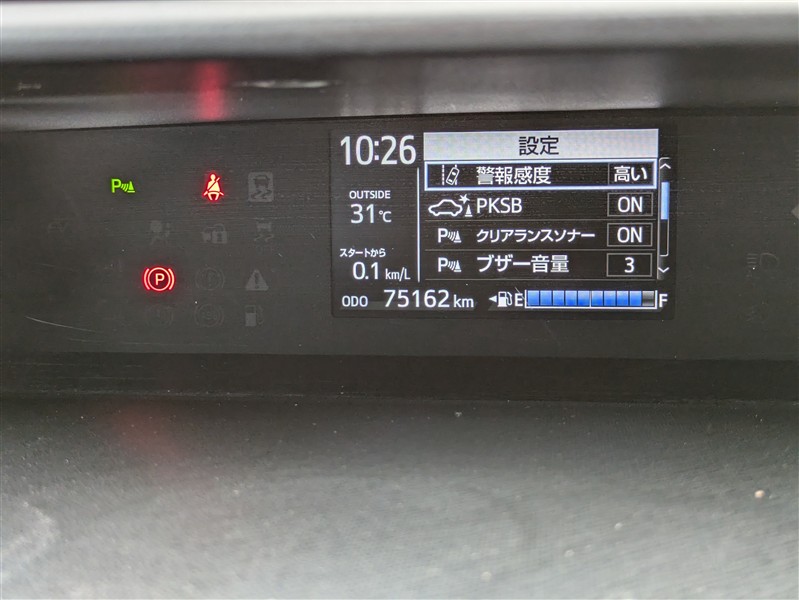 10:26
OUTSIDE
31℃
スタートから
0.1 km/L
ODO 75162 km
設定
警報感度 高い
PKSB ON
P クリアランスソナー ON
P ブザー音量 3
E F
P
P